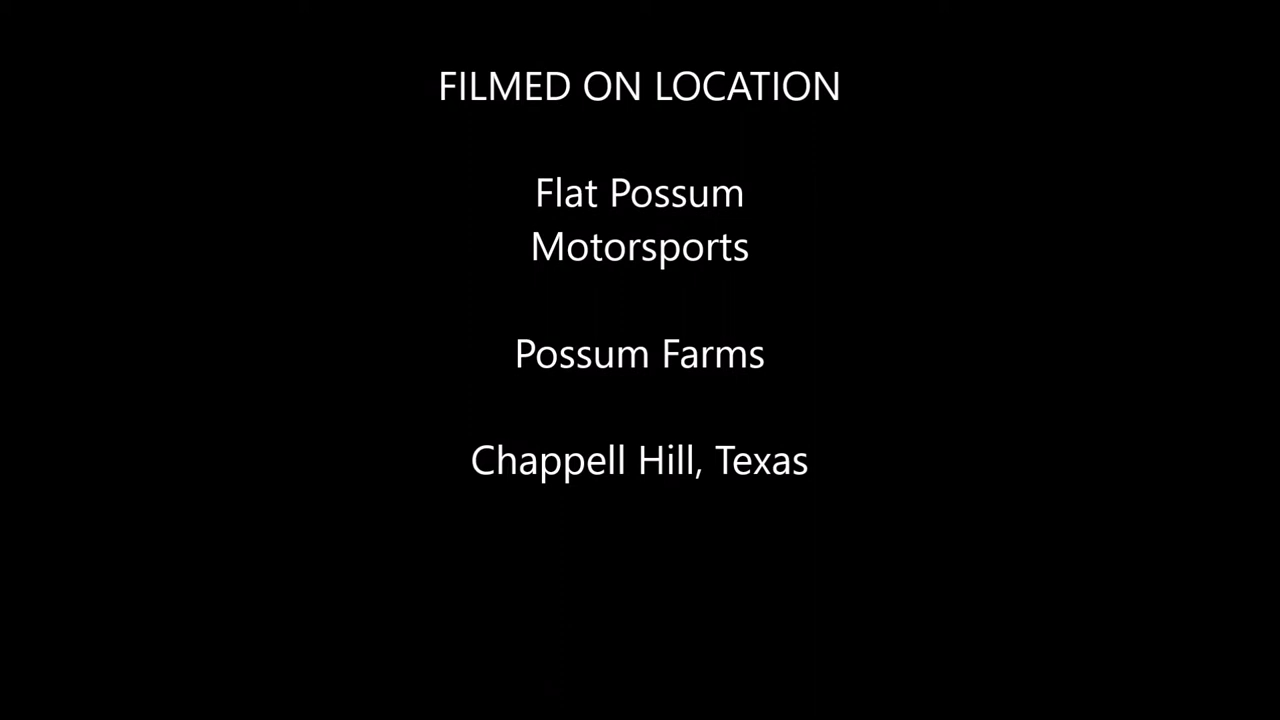 FILMED ON LOCATION
Flat Possum
Motorsports
Possum Farms
Chappell Hill, Texas